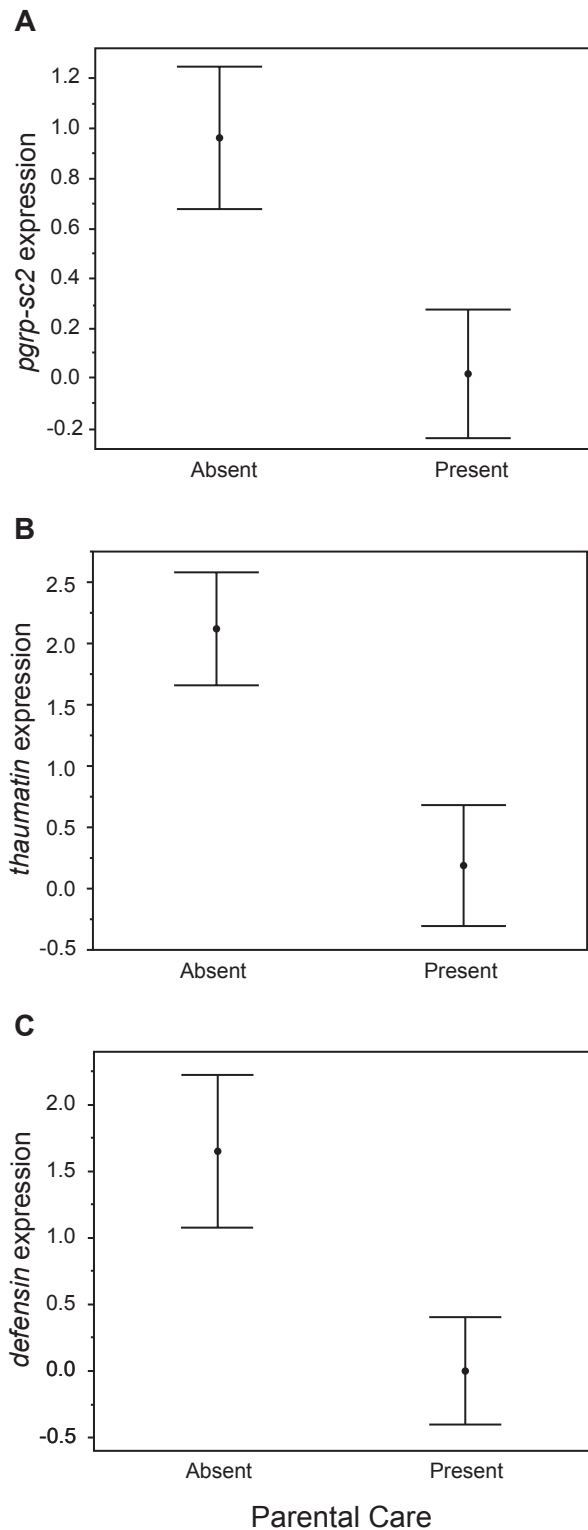 A
pgrp-sc2 expression
1.2
1.0
0.8
0.6
0.4
0.2
0.0
-0.2
Absent Present
B
thaumatin expression
2.5
2.0
1.5
1.0
0.5
0.0
-0.5
Absent Present
C
defensin expression
2.0
1.5
1.0
0.5
0.0
-0.5
Absent Present
Parental Care